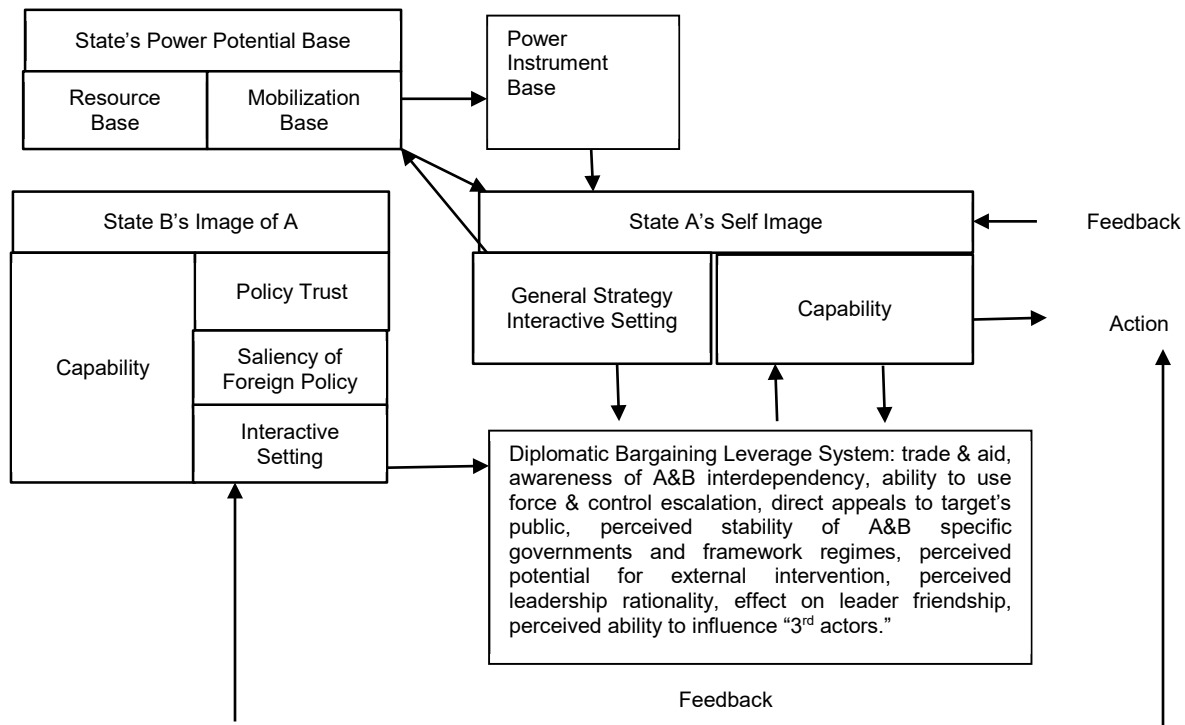 State’s Power Potential Base
Resource
Base
Mobilization
Base
Power
Instrument
Base
State B’s Image of A
Capability
Policy Trust
Saliency of
Foreign Policy
Interactive
Setting
State A’s Self Image
General Strategy
Interactive Setting
Capability
Feedback
Action
Diplomatic Bargaining Leverage System: trade & aid,
awareness of A&B interdependency, ability to use
force & control escalation, direct appeals to target’s
public, perceived stability of A&B specific
governments and framework regimes, perceived
potential for external intervention, perceived
leadership rationality, effect on leader friendship,
perceived ability to influence “3rd actors.”
Feedback